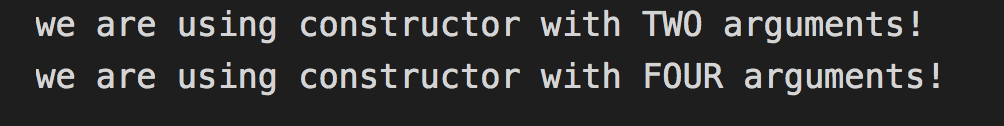 we are using constructor with TWO arguments!
we are using constructor with FOUR arguments!